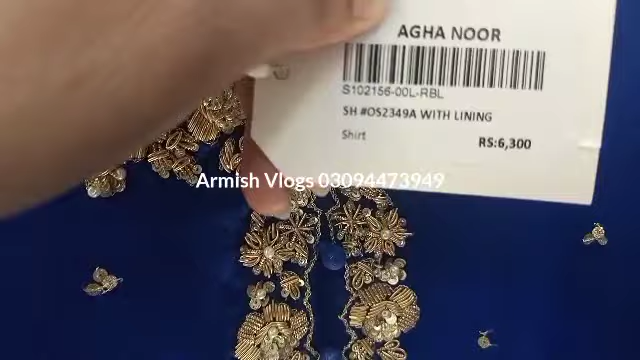 AGHA NOOR
S102156-00L-RBL
SH #OS2349A WITH LINING
Shirt
RS:6,300
Armish Vlogs 03094473949